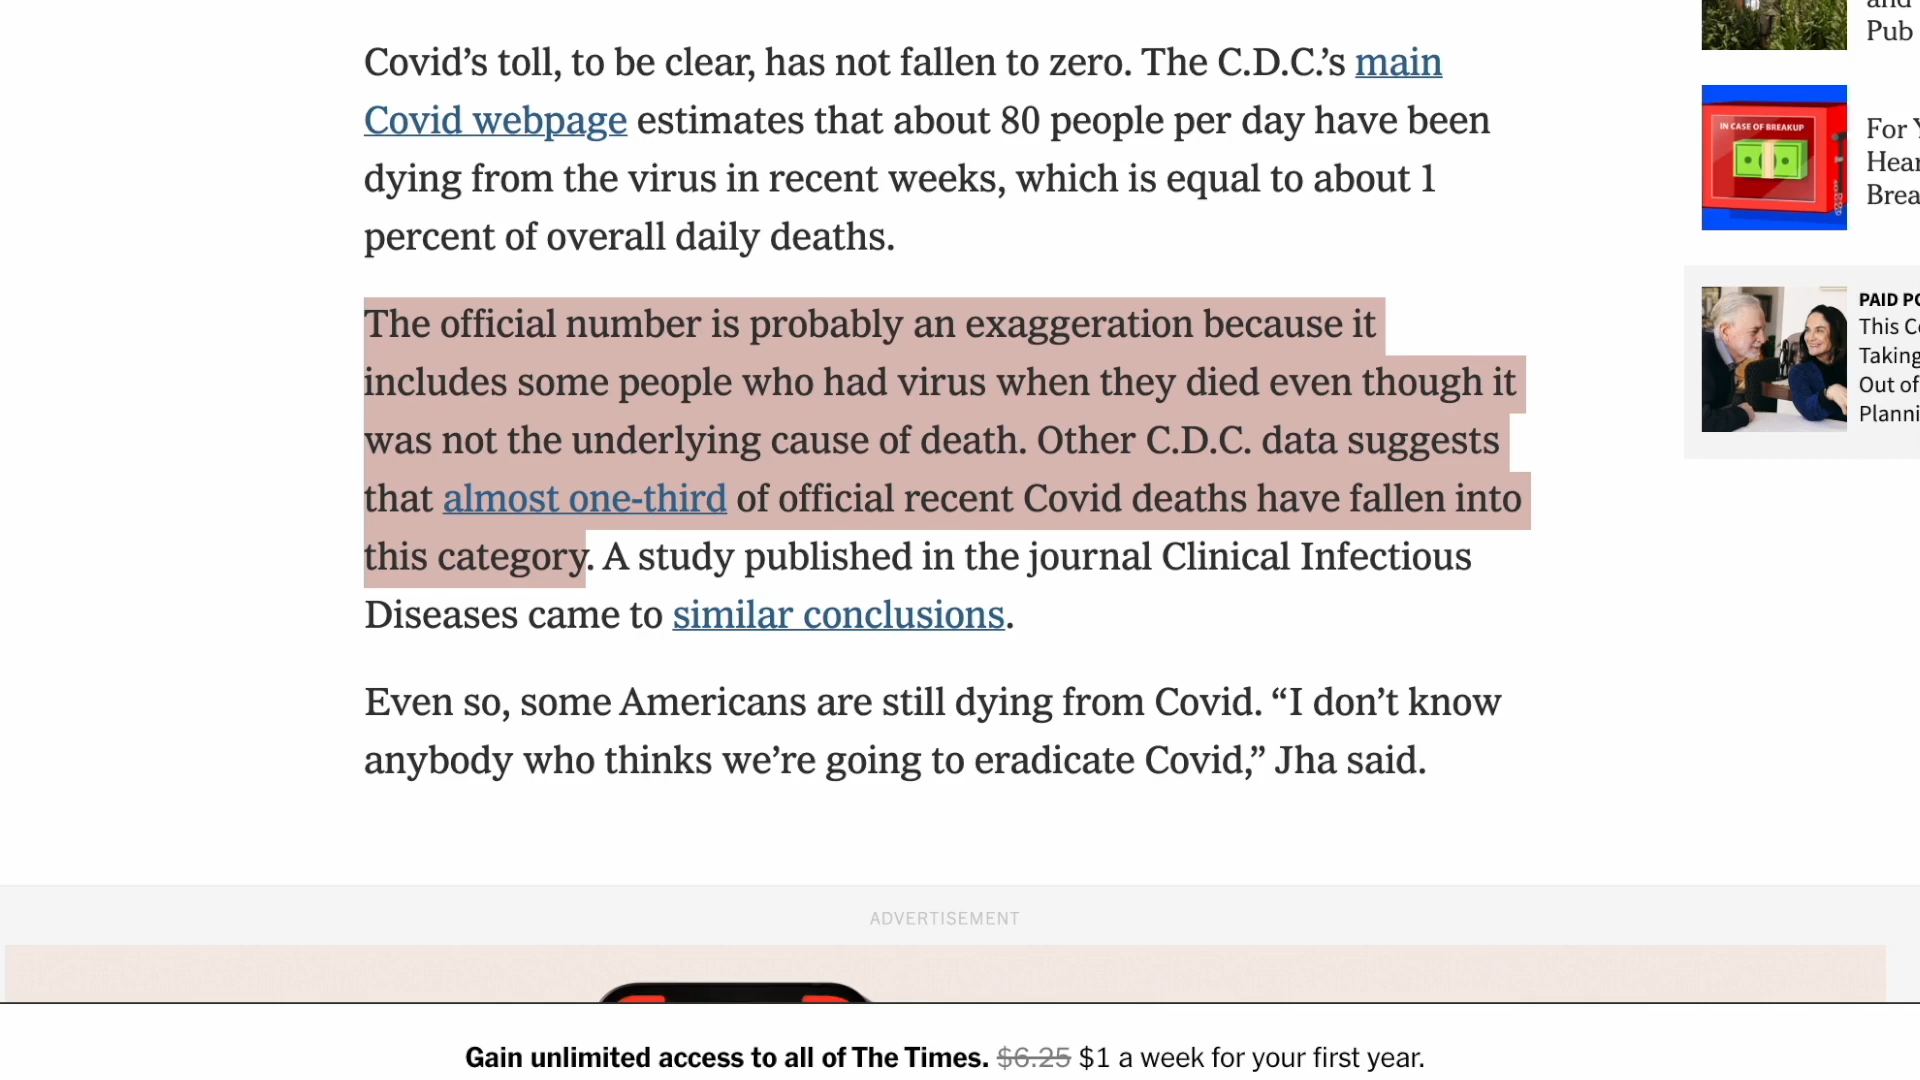 Covid’s toll, to be clear, has not fallen to zero. The C.D.C.’s main
Covid webpage estimates that about 80 people per day have been
dying from the virus in recent weeks, which is equal to about 1
percent of overall daily deaths.
The official number is probably an exaggeration because it
includes some people who had virus when they died even though it
was not the underlying cause of death. Other C.D.C. data suggests
that almost one-third of official recent Covid deaths have fallen into
this category. A study published in the journal Clinical Infectious
Diseases came to similar conclusions.
Even so, some Americans are still dying from Covid. “I don’t know
anybody who thinks we’re going to eradicate Covid,” Jha said.
Pub
IN CASE OF BREAKUP
For
PAID
This
Taking
Out of
ADVERTISEMENT
Gain unlimited access to all of The Times. $6.25 $1 a week for your first year.